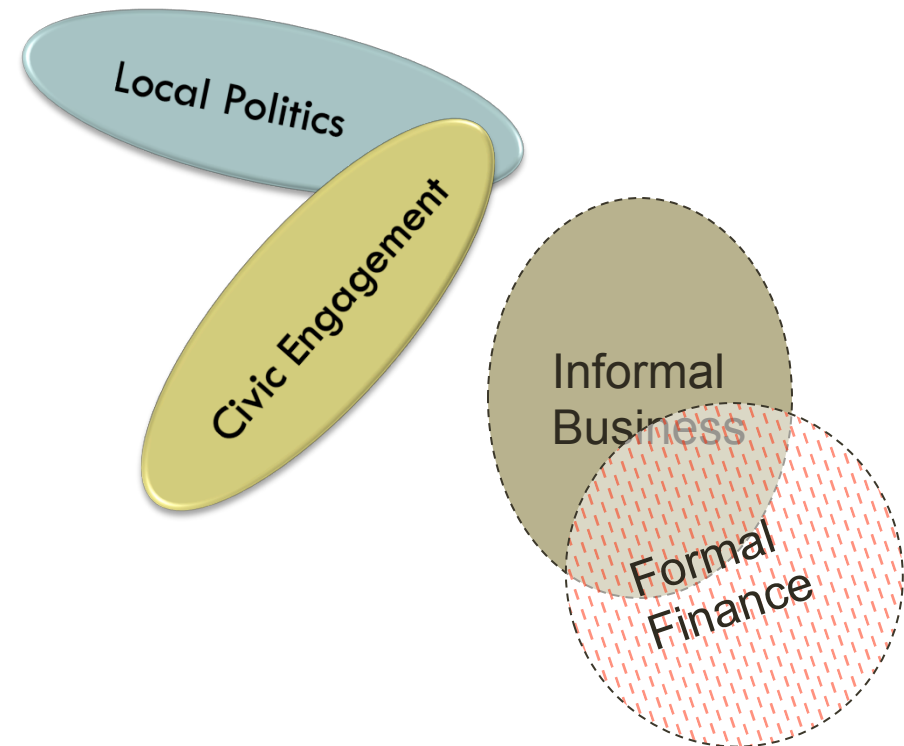 Local Politics
Civic Engagement
Informal
Business
Formal
Finance